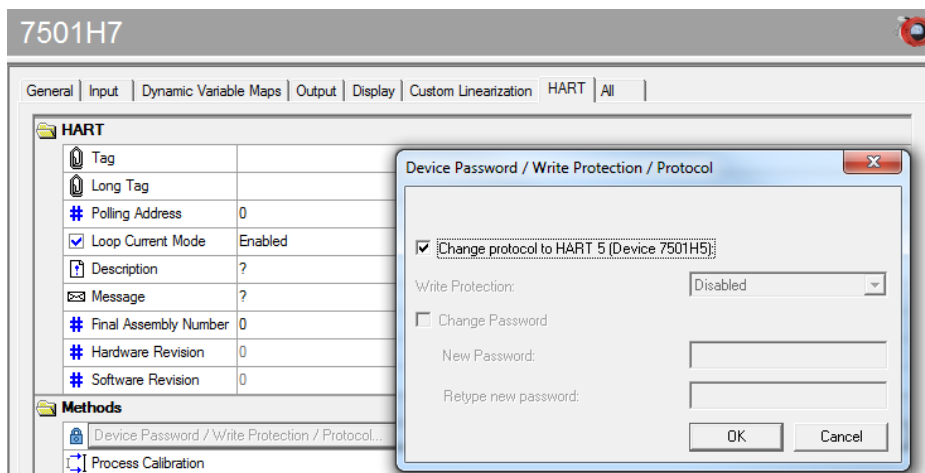 7501H7
General Input Dynamic Variable Maps Output Display Custom Linearization HART All
HART
Tag
Long Tag
Polling Address 0
Loop Current Mode Enabled
Description ?
Message ?
Final Assembly Number 0
Hardware Revision 0
Software Revision 0
Methods
Device Password / Write Protection / Protocol...
Process Calibration
Device Password / Write Protection / Protocol
Change protocol to HART 5 (Device 7501H5):
Write Protection: Disabled
Change Password
New Password:
Retype new password:
OK Cancel